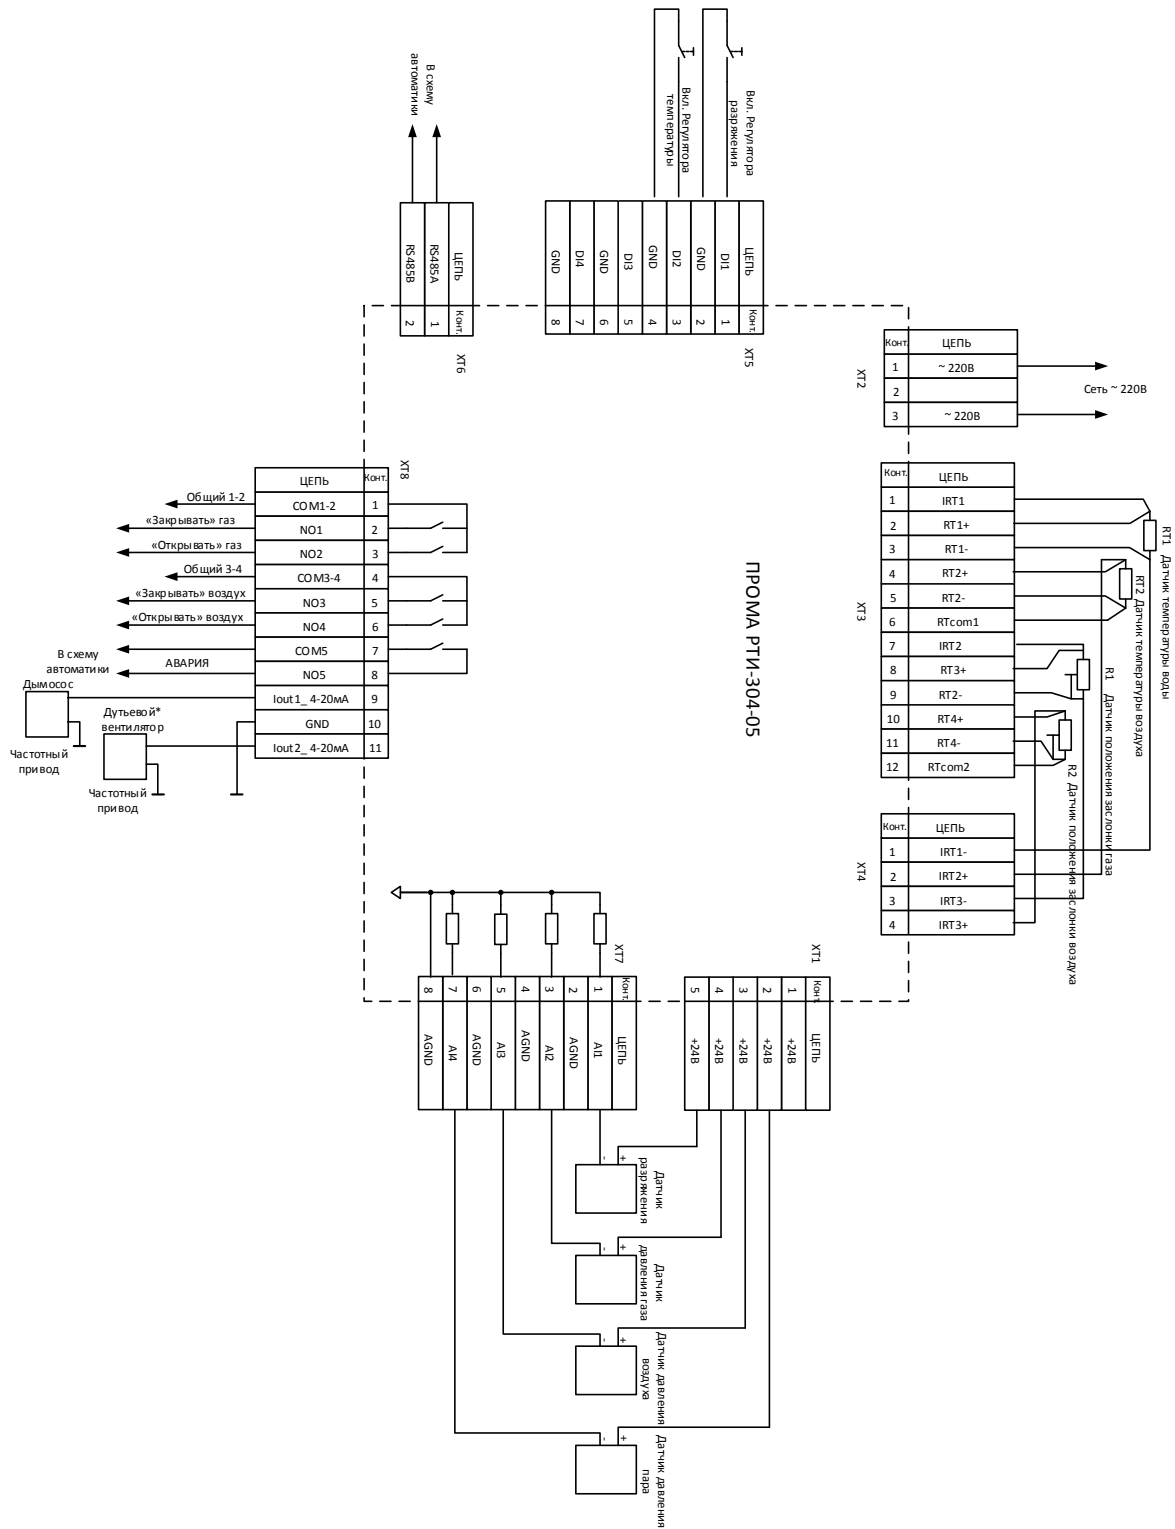 В схему
автоматики
Вкл. Регулятора
температуры
Вкл. Регулятора
разряжения
ЦЕПЬ
RS485A
RS485B
Конт.
1
2
XT6
ЦЕПЬ
DI1
GND
DI2
GND
DI3
GND
DI4
GND
Конт.
1
2
3
4
5
6
7
8
XT5
XT2
Конт.
ЦЕПЬ
1
~ 220В
2
3
~ 220В
Сеть ~ 220В
XT8
ЦЕПЬ
Конт.
Общий 1-2
COM1-2
1
«Закрывать» газ
NO1
2
«Открывать» газ
NO2
3
Общий 3-4
COM3-4
4
«Закрывать» воздух
NO3
5
«Открывать» воздух
NO4
6
COM5
7
В схему
автоматики
АВАРИЯ
NO5
8
Iout1_ 4-20мА
9
GND
10
Iout2_ 4-20мА
11
Дымосос
Частотный
привод
Дутьевой*
вентилятор
Частотный
привод
ПРОМА РТИ-304-05
XT3
Конт.
ЦЕПЬ
1
IRT1
2
RT1+
3
RT1-
4
RT2+
5
RT2-
6
RTcom1
7
IRT2
8
RT3+
9
RT2-
10
RT4+
11
RT4-
12
RTcom2
RT1 Датчик температуры воды
RT2 Датчик температуры воздуха
R1 Датчик положения заслонки газа
R2 Датчик положения заслонки воздуха
XT4
Конт.
ЦЕПЬ
1
IRT1-
2
IRT2+
3
IRT3-
4
IRT3+
XT7
Конт.
1
2
3
4
5
6
7
8
ЦЕПЬ
AI1
AGND
AI2
AGND
AI3
AGND
AI4
AGND
XT1
Конт.
1
2
3
4
5
ЦЕПЬ
+24В
+24В
+24В
+24В
+24В
- +
Датчик
разряжения
- +
Датчик
давления газа
- +
Датчик давления
воздуха
- +
Датчик давления
пара